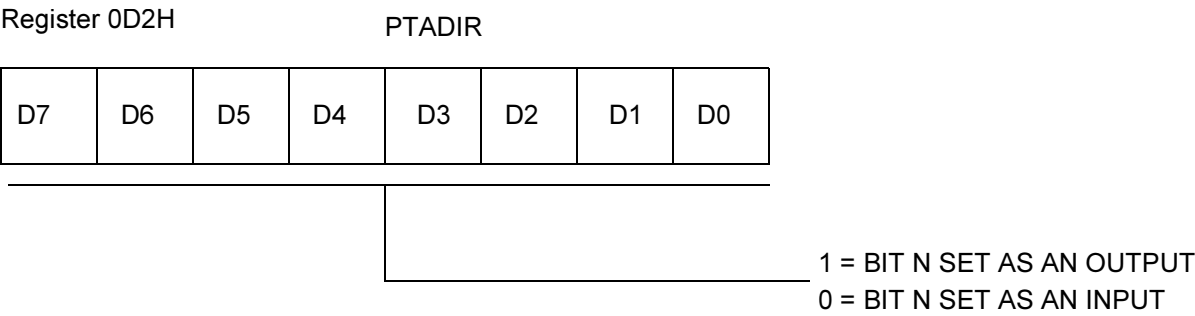 Register 0D2H
PTADIR
D7 D6 D5 D4 D3 D2 D1 D0
1 = BIT N SET AS AN OUTPUT
0 = BIT N SET AS AN INPUT